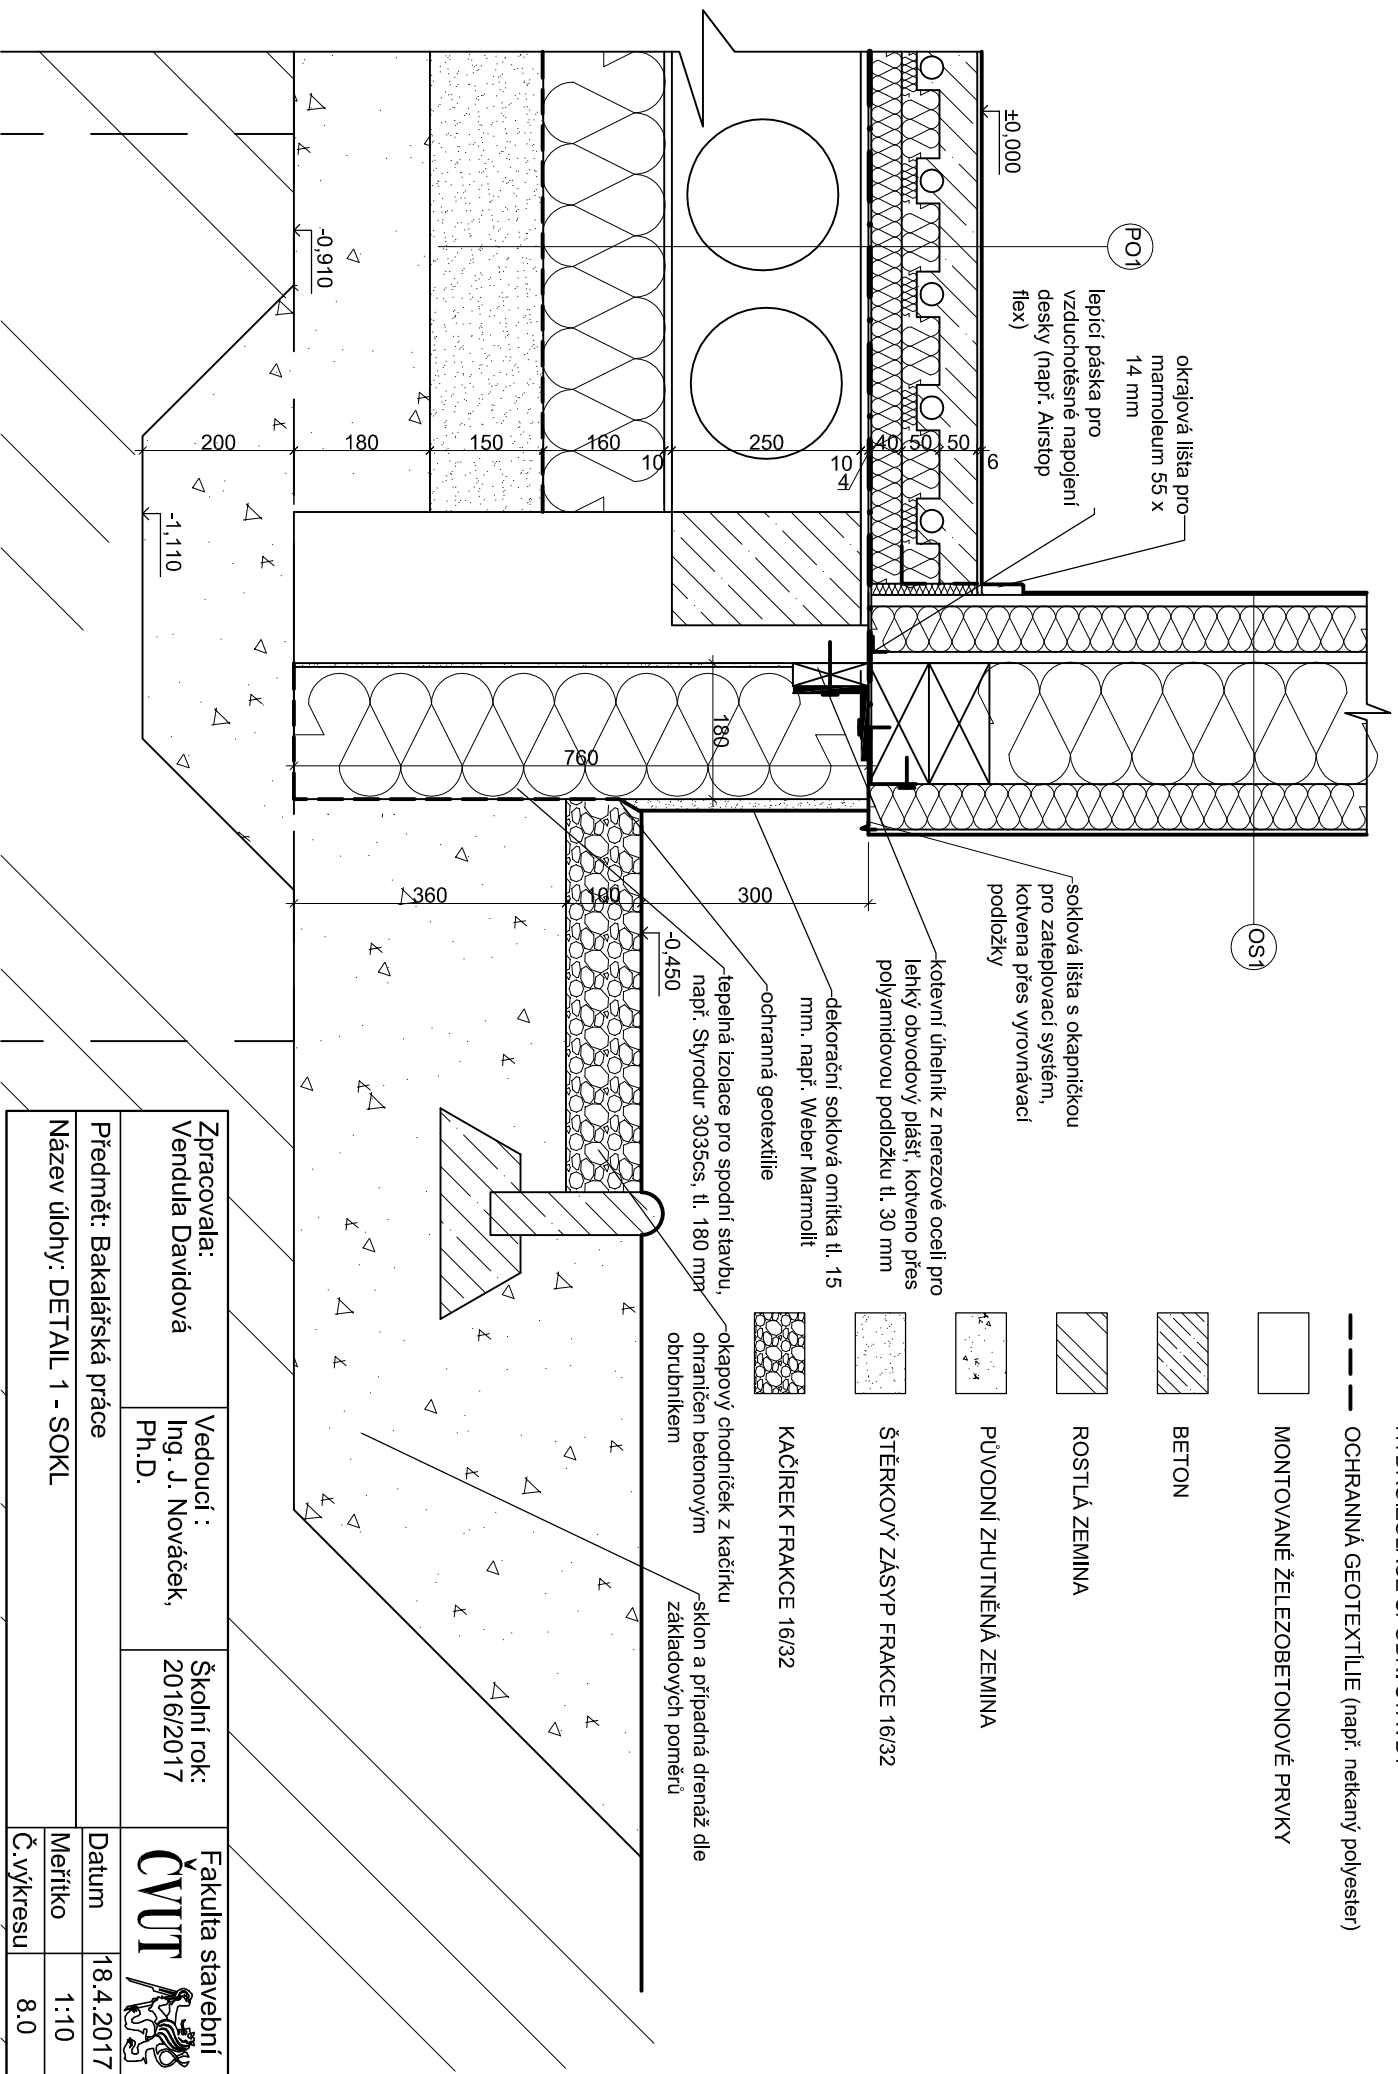 ±0,000
PO1
okrajová lišta pro
marmoleum 55 x
14 mm
lepící páska pro
vzduchotěsné napojení
desky (např. Airstop
flex)
-0,910
200
180
150
160
10
250
10
4
40
50
50
6
-1,110
180
760
OS1
360
100
300
-0,450
soklová lišta s okapničkou
pro zateplovací systém,
kotvena přes vyrovnávací
podložky
kotevní úhelník z nerezové oceli pro
lehký obvodový plášť, kotveno přes
polyamidovou podložku tl. 30 mm
dekorační soklová omítka tl. 15
mm. např. Weber Marmolit
ochranná geotextilie
tepelná izolace pro spodní stavbu,
např. Styrodur 3035cs, tl. 180 mm
okapový chodníček z kačírku
ohraničen betonovým
obrubníkem
sklon a případná drenáž dle
základových poměrů
OCHRANNÁ GEOTEXTÍLIE (např. netkaný polyester)
MONTOVANÉ ŽELEZOBETONOVÉ PRVKY
BETON
ROSTLÁ ZEMINA
PŮVODNÍ ZHUTNĚNÁ ZEMINA
ŠTĚRKOVÝ ZÁSYP FRAKCE 16/32
KAČÍREK FRAKCE 16/32
Zpracovala:
Vendula Davidová
Vedoucí :
Ing. J. Nováček,
Ph.D.
Školní rok:
2016/2017
Fakulta stavební
ČVUT
Předmět: Bakalářská práce
Název úlohy: DETAIL 1 - SOKL
Datum 18.4.2017
Meřítko 1:10
Č.výkresu 8.0